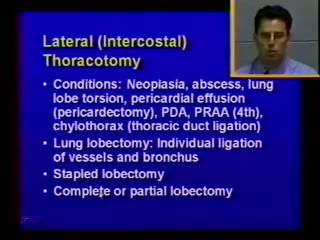 Lateral (Intercostal)
Thoracotomy
• Conditions: Neoplasia, abscess, lung
lobe torsion, pericardial effusion
(pericardectomy), PDA, PRAA (4th),
chylothorax (thoracic duct ligation)
• Lung lobectomy: Individual ligation
of vessels and bronchus
• Stapled lobectomy
• Complete or partial lobectomy